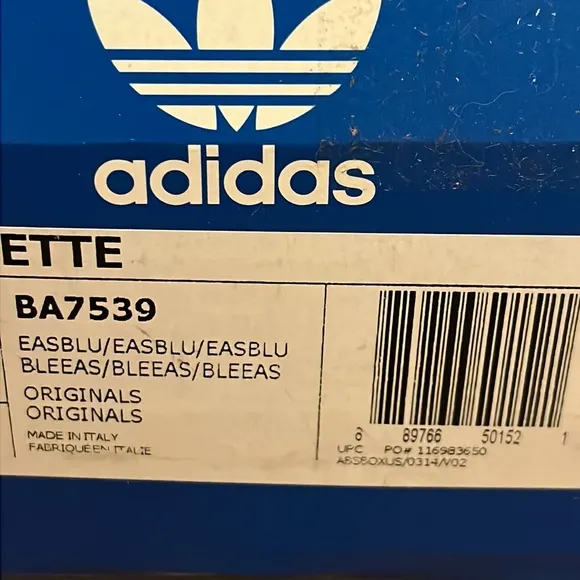 adidas
ETTE
BA7539
EASBLU/EASBLU/EASBLU
BLEEAS/BLEEAS/BLEEAS
ORIGINALS
ORIGINALS
MADE IN ITALY
FABRIQUÉ EN ITALIE
89766 50152 1
UPC PO# 116983650
ABSBOXUS/0314/V02